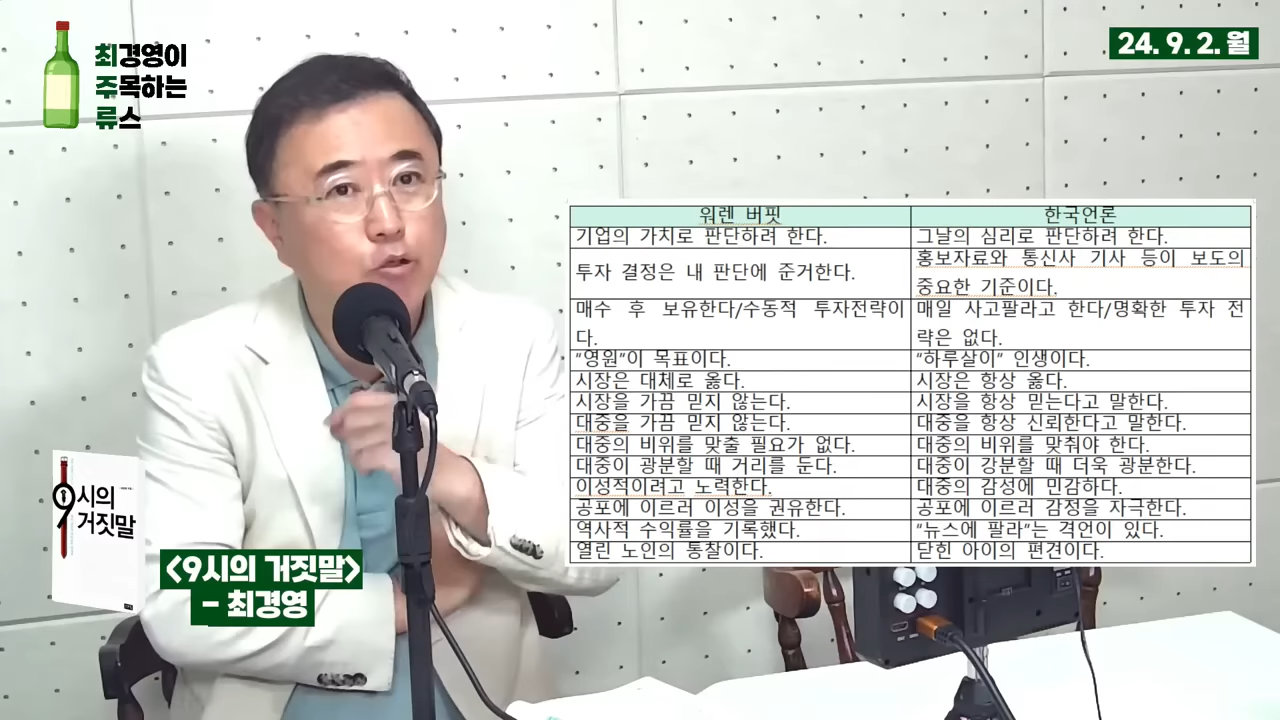 최경영이
주목하는
류스
24. 9. 2. 월
워렌 버핏
한국언론
기업의 가치로 판단하려 한다.
그날의 심리로 판단하려 한다.
투자 결정은 내 판단에 준거한다.
홍보자료와 통신사 기사 등이 보도의
중요한 기준이다.
매수 후 보유한다/수동적 투자전략이
다.
매일 사고팔라고 한다/명확한 투자 전
략은 없다.
“영원”이 목표이다.
“하루살이” 인생이다.
시장은 대체로 옳다.
시장은 항상 옳다.
시장을 가끔 믿지 않는다.
시장을 항상 믿는다고 말한다.
대중을 가끔 믿지 않는다.
대중을 항상 신뢰한다고 말한다.
대중의 비위를 맞출 필요가 없다.
대중의 비위를 맞춰야 한다.
대중이 광분할 때 거리를 둔다.
대중이 강분할 때 더욱 광분한다.
이성적이려고 노력한다.
대중의 감성에 민감하다.
공포에 이르러 이성을 권유한다.
공포에 이르러 감정을 자극한다.
역사적 수익률을 기록했다.
“뉴스에 팔라”는 격언이 있다.
열린 노인의 통찰이다.
닫힌 아이의 편견이다.
9시의
거짓말
<9시의 거짓말>
- 최경영